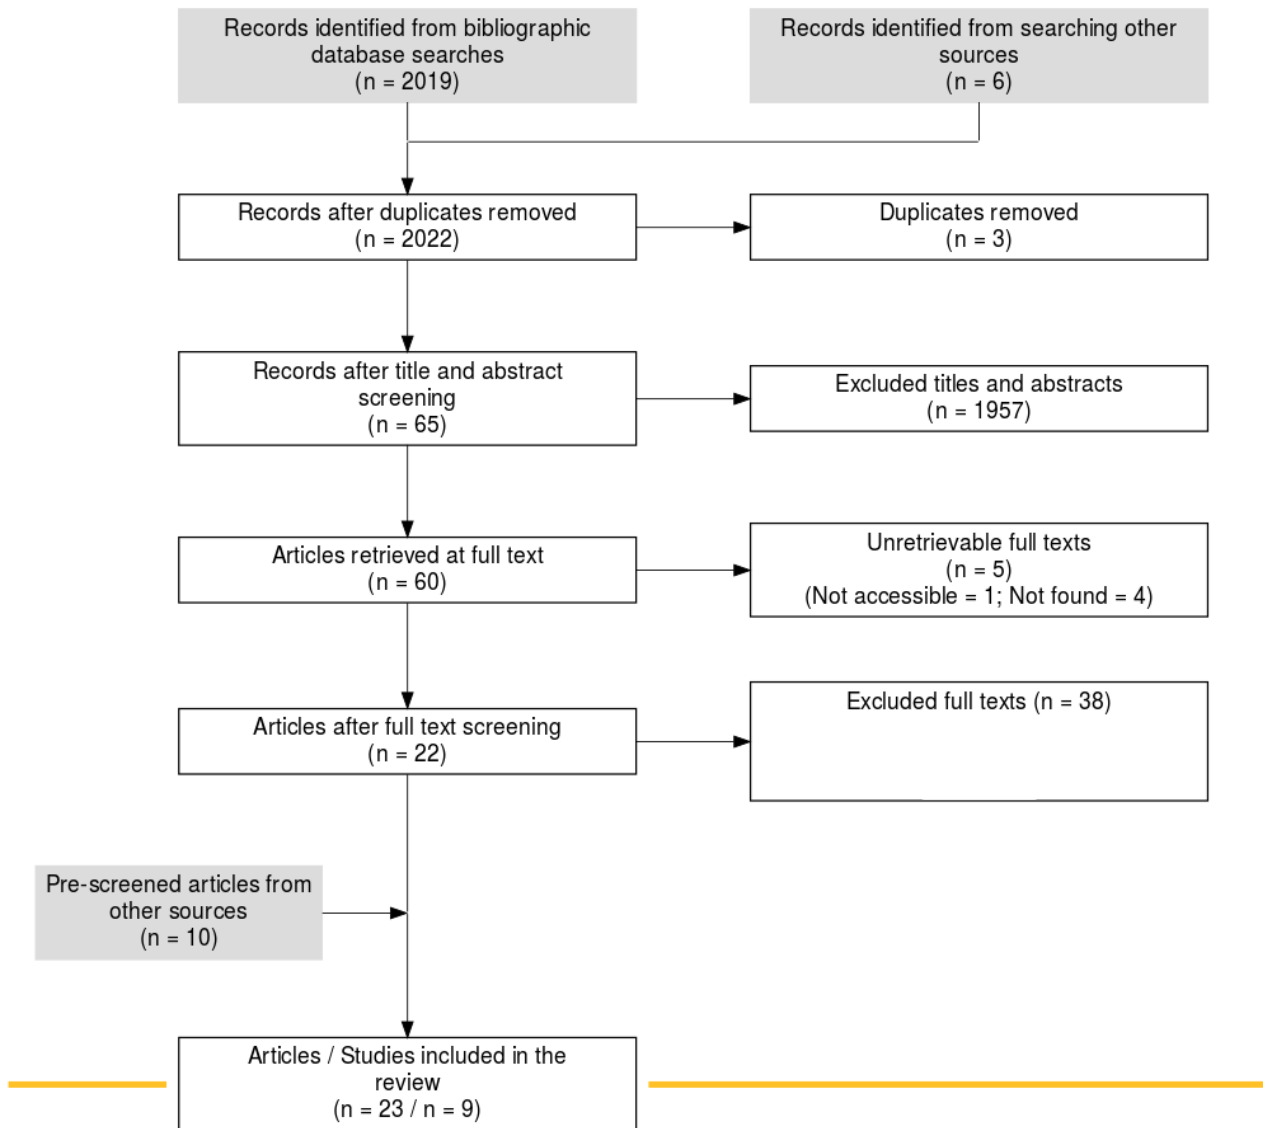 Records identified from bibliographic
database searches
(n = 2019)
Records identified from searching other
sources
(n = 6)
Records after duplicates removed
(n = 2022)
Duplicates removed
(n = 3)
Records after title and abstract
screening
(n = 65)
Excluded titles and abstracts
(n = 1957)
Articles retrieved at full text
(n = 60)
Unretrievable full texts
(n = 5)
(Not accessible = 1; Not found = 4)
Articles after full text screening
(n = 22)
Excluded full texts (n = 38)
Pre-screened articles from
other sources
(n = 10)
Articles / Studies included in the
review
(n = 23 / n = 9)